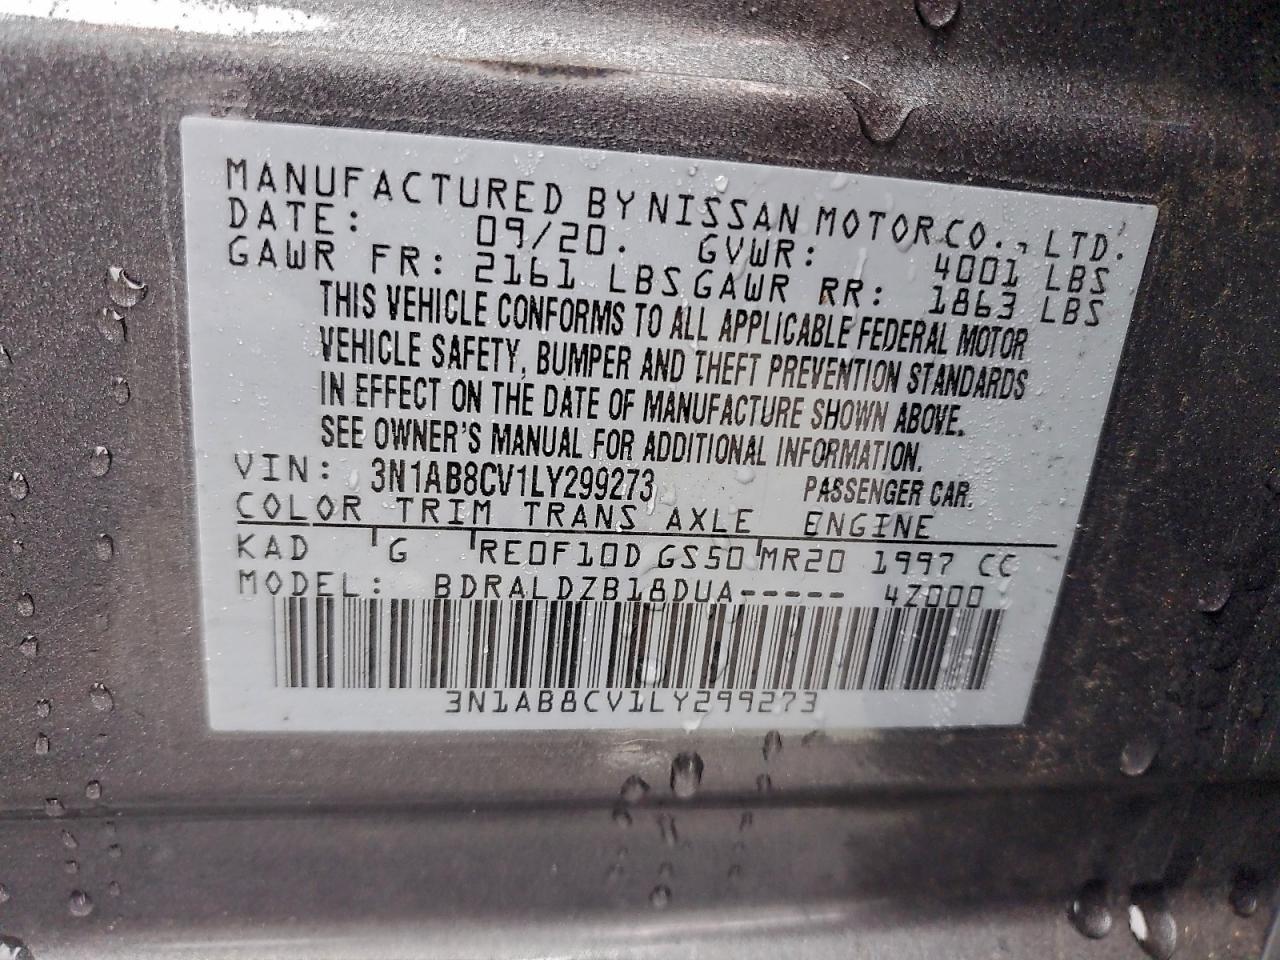 MANUFACTURED BY NISSAN MOTOR CO., LTD.
DATE: 09/20. GVWR: 4001 LBS
GAWR FR: 2161 LBS GAWR RR: 1863 LBS
THIS VEHICLE CONFORMS TO ALL APPLICABLE FEDERAL MOTOR
VEHICLE SAFETY, BUMPER AND THEFT PREVENTION STANDARDS
IN EFFECT ON THE DATE OF MANUFACTURE SHOWN ABOVE.
SEE OWNER'S MANUAL FOR ADDITIONAL INFORMATION.
VIN: 3N1AB8CV1LY299273 PASSENGER CAR.
COLOR TRIM TRANS AXLE ENGINE
KAD G RE0F10D GS50 MR20 1997 CC
MODEL: BDRALDZB18DUA----- 4Z000
3N1AB8CV1LY299273